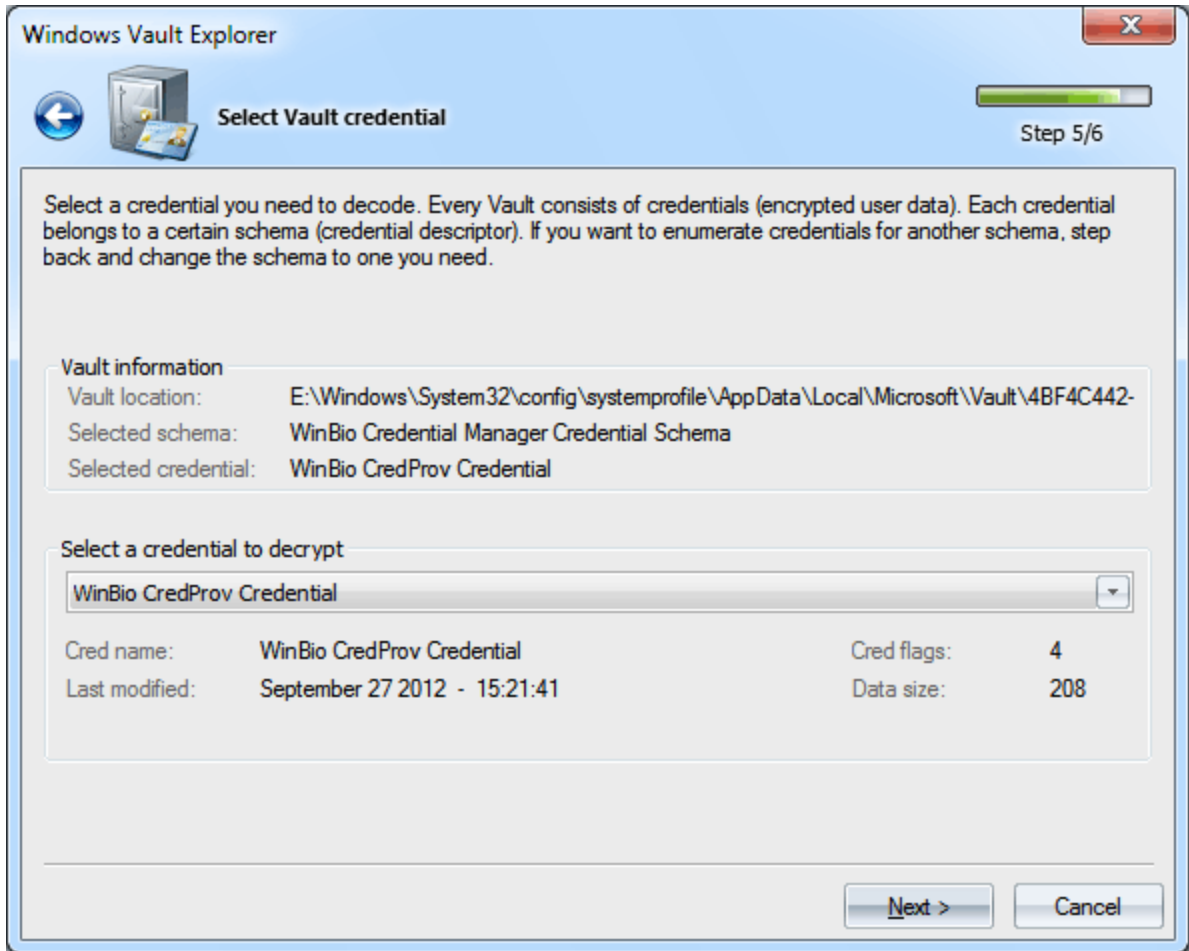 Windows Vault Explorer
X
Select Vault credential
Step 5/6
Select a credential you need to decode. Every Vault consists of credentials (encrypted user data). Each credential
belongs to a certain schema (credential descriptor). If you want to enumerate credentials for another schema, step
back and change the schema to one you need.
Vault information
Vault location: E:\Windows\System32\config\systemprofile\AppData\Local\Microsoft\Vault\4BF4C442-
Selected schema: WinBio Credential Manager Credential Schema
Selected credential: WinBio CredProv Credential
Select a credential to decrypt
WinBio CredProv Credential
Cred name: WinBio CredProv Credential Cred flags: 4
Last modified: September 27 2012 - 15:21:41 Data size: 208
Next > Cancel